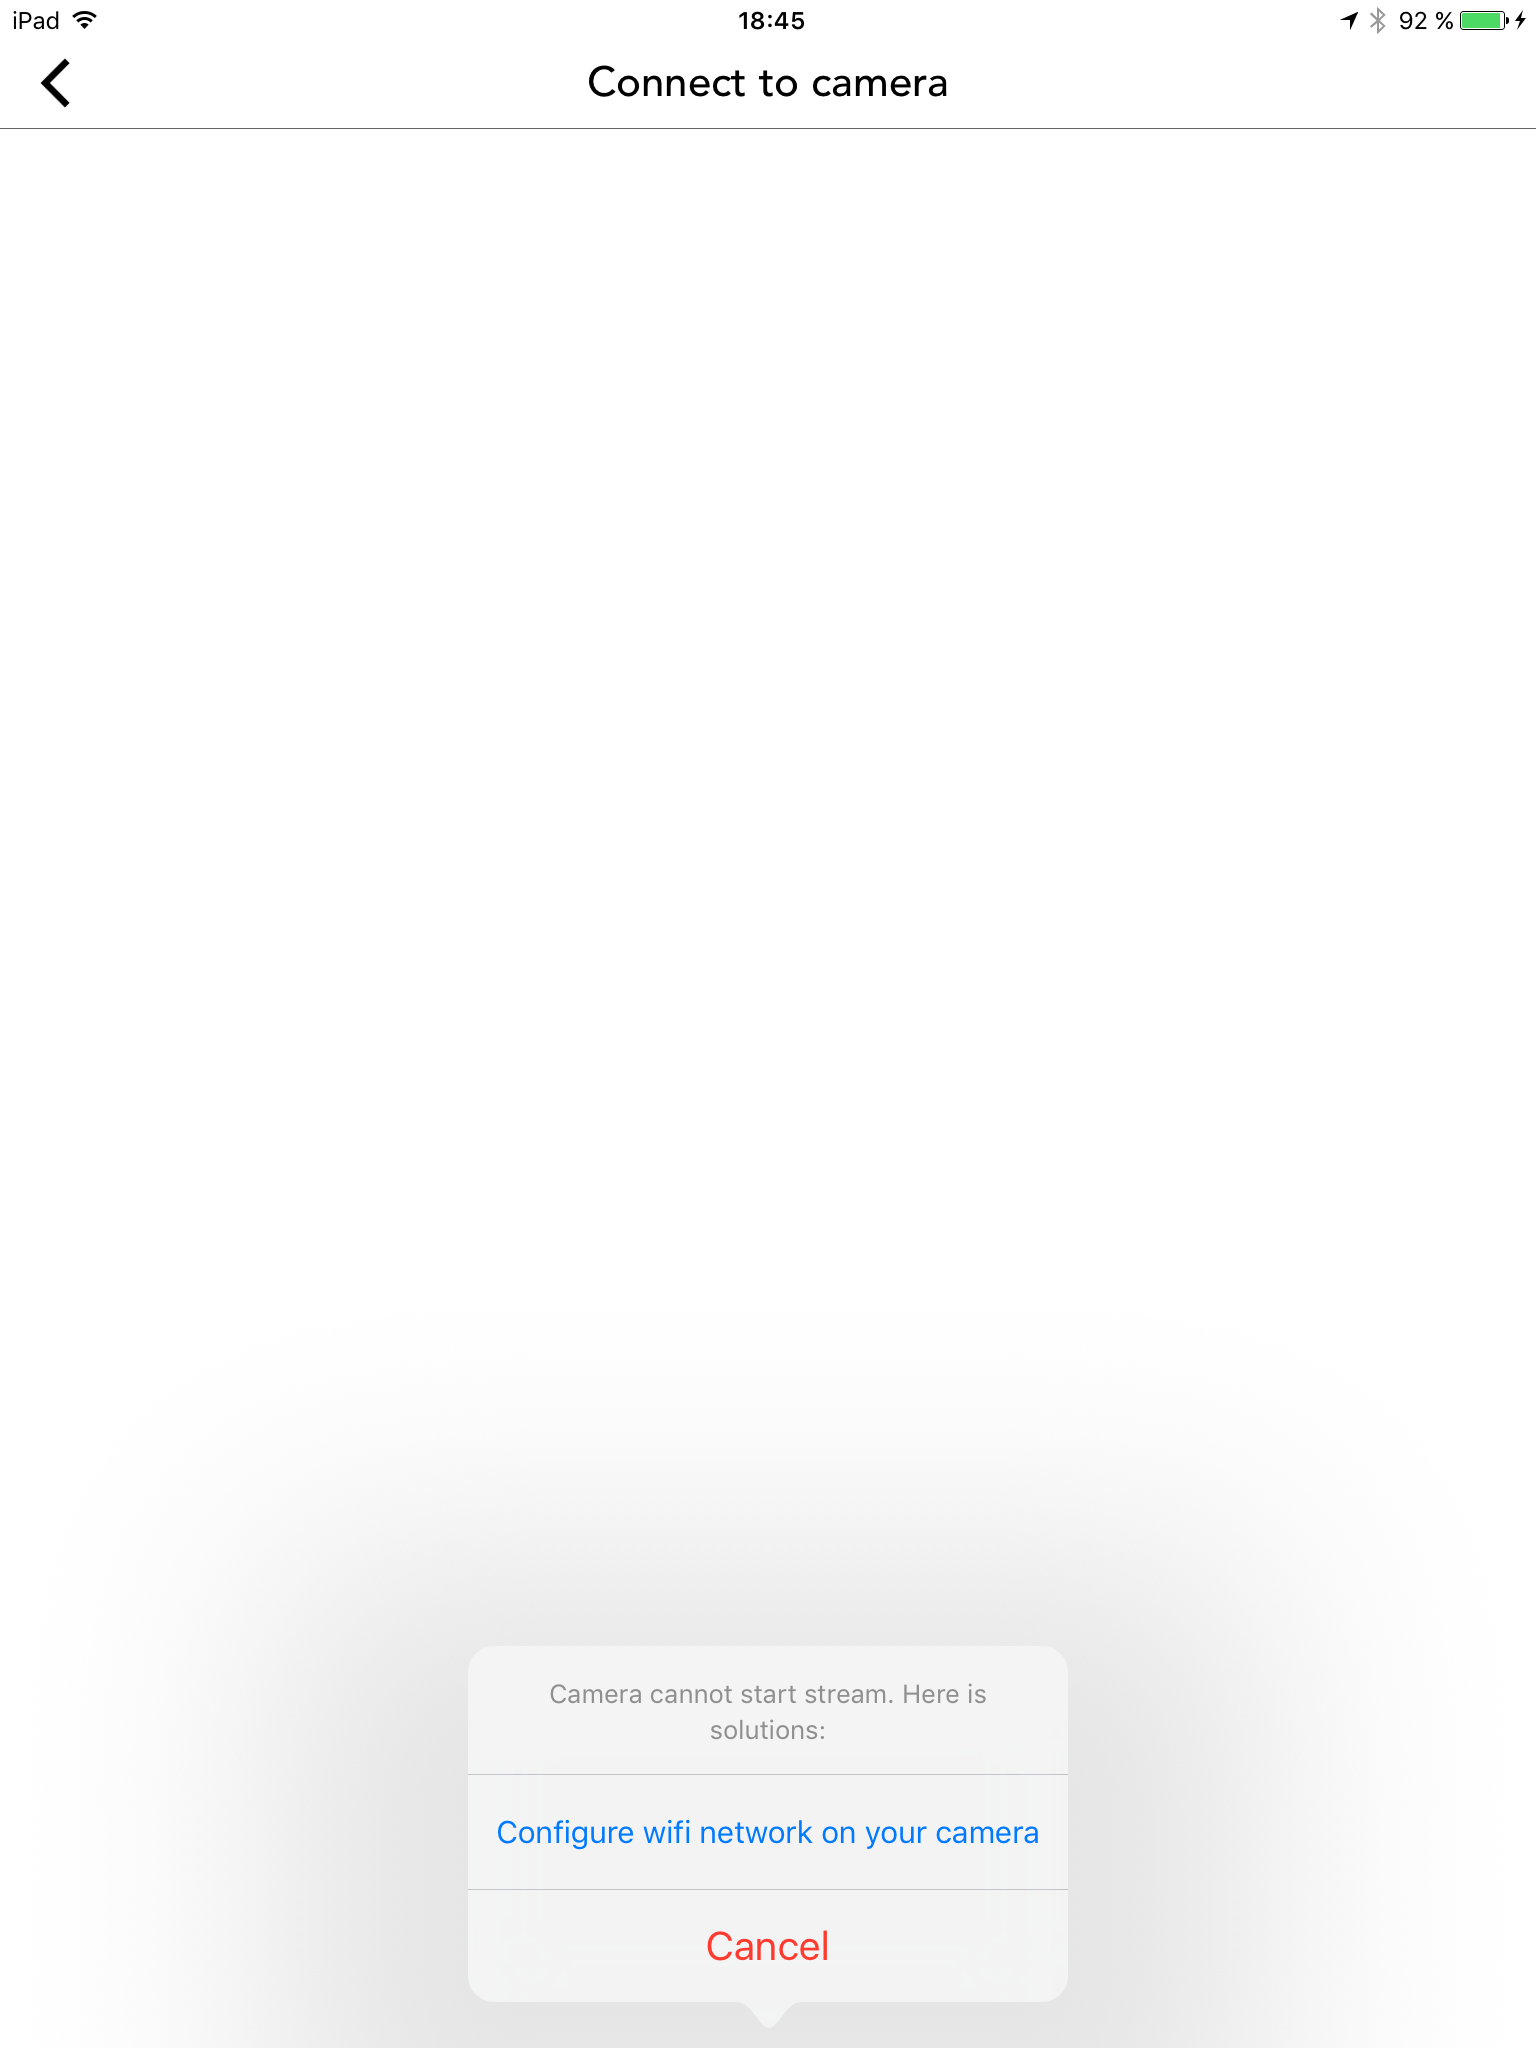 iPad 18:45 92 %
Connect to camera
Camera cannot start stream. Here is
solutions:
Configure wifi network on your camera
Cancel